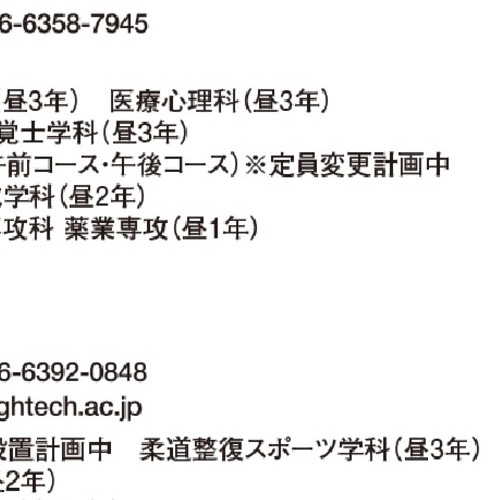 6-6358-7945
（昼3年）　医療心理科（昼3年）
覚士学科（昼3年）
午前コース・午後コース）※定員変更計画中
学科（昼2年）
攻科 薬業専攻（昼1年）
6-6392-0848
ghtech.ac.jp
設置計画中　柔道整復スポーツ学科（昼3年）
昼2年）